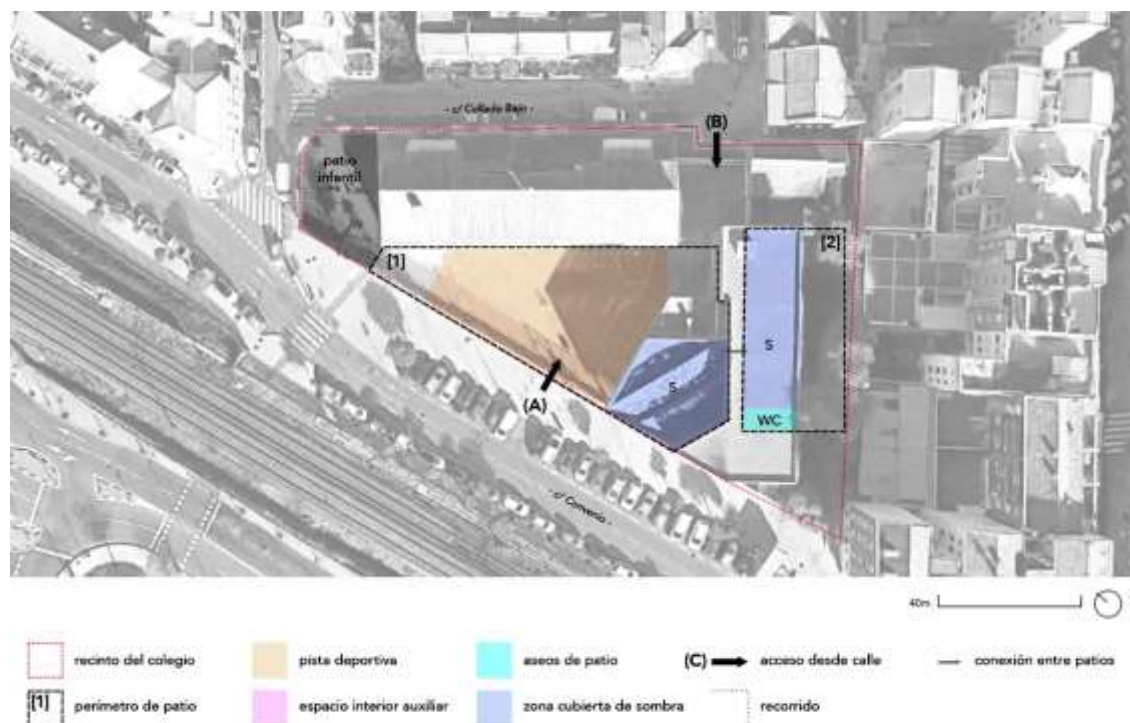 - c/ Collado Bajo -
(B)
patio
infantil
[1]
[2]
S
S
(A)
WC
- c/ Convenio -
40m
recinto del colegio
pista deportiva
aseos de patio
(C)
acceso desde calle
conexión entre patios
[1]
perímetro de patio
espacio interior auxiliar
zona cubierta de sombra
recorrido